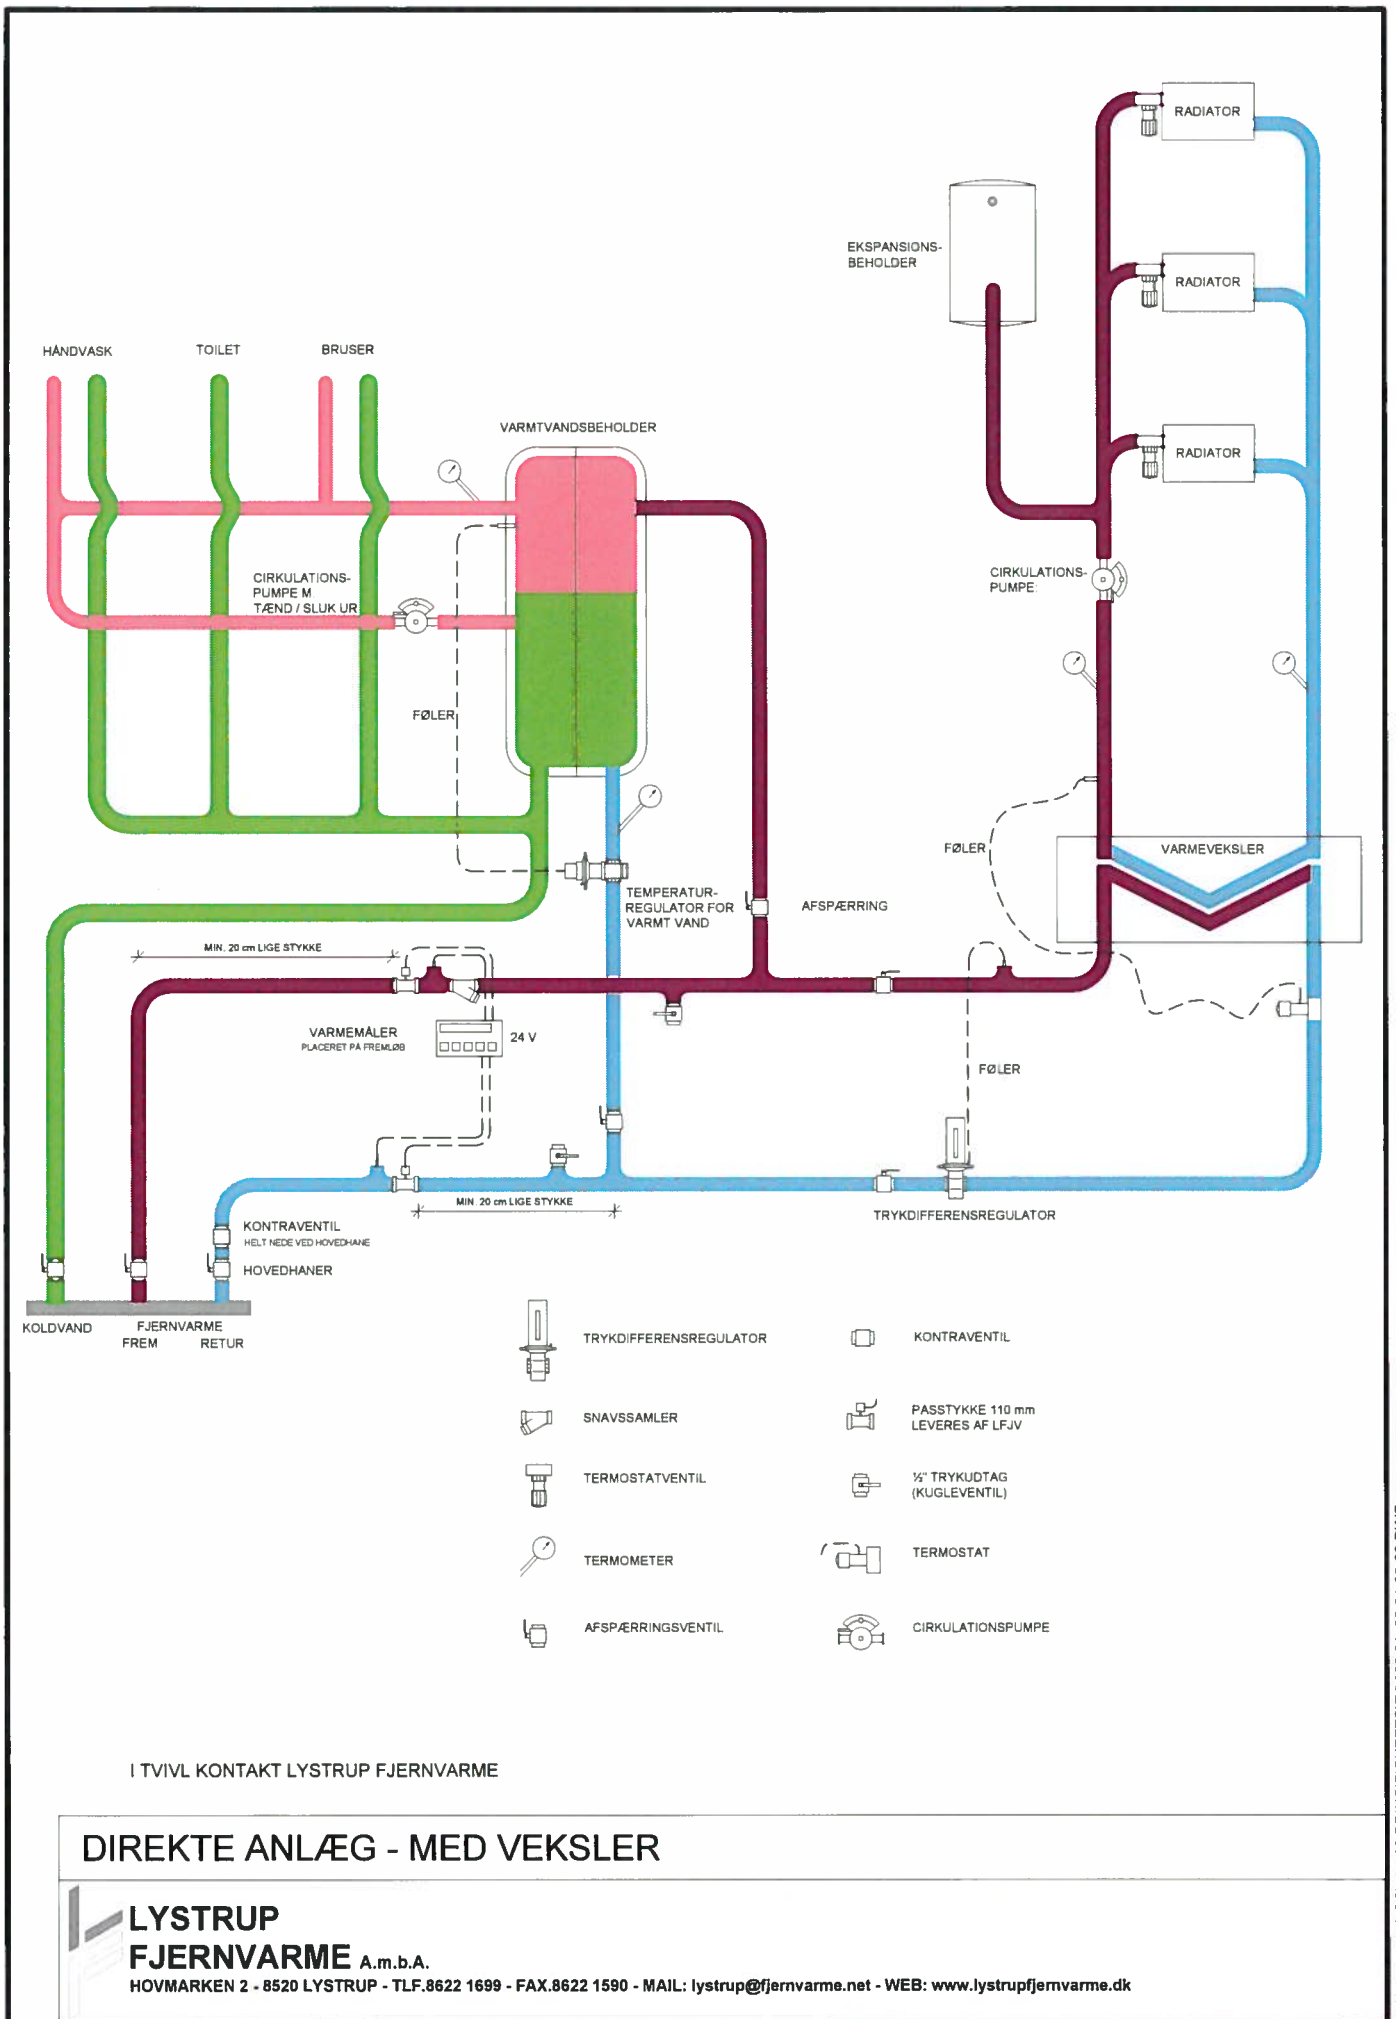 RADIATOR
EKSPANSIONS-
BEHOLDER
RADIATOR
HÅNDVASK
TOILET
BRUSER
VARMTVANDSBEHOLDER
RADIATOR
CIRKULATIONS-
PUMPE M
TÆND / SLUK UR
CIRKULATIONS-
PUMPE
FØLER
FØLER
VARMEVEKSLER
TEMPERATUR-
REGULATOR FOR
VARMT VAND
AFSPÆRRING
MIN. 20 cm LIGE STYKKE
VARMEMÅLER
PLACERET PÅ FREMLØB
24 V
FØLER
MIN. 20 cm LIGE STYKKE
TRYKDIFFERENSREGULATOR
KONTRAVENTIL
HELT NEDE VED HOVEDHANE
HOVEDHANER
KOLDVAND
FJERNVARME
FREM
RETUR
TRYKDIFFERENSREGULATOR
KONTRAVENTIL
SNAVSSAMLER
PASSTYKKE 110 mm
LEVERES AF LFJV
TERMOSTATVENTIL
½" TRYKUDTAG
(KUGLEVENTIL)
TERMOMETER
TERMOSTAT
AFSPÆRRINGSVENTIL
CIRKULATIONSPUMPE
I TVIVL KONTAKT LYSTRUP FJERNVARME
DIREKTE ANLÆG - MED VEKSLER
LYSTRUP
FJERNVARME A.m.b.A.
HOVMARKEN 2 - 8520 LYSTRUP - TLF.8622 1699 - FAX.8622 1590 - MAIL: lystrup@fjernvarme.net - WEB: www.lystrupfjernvarme.dk